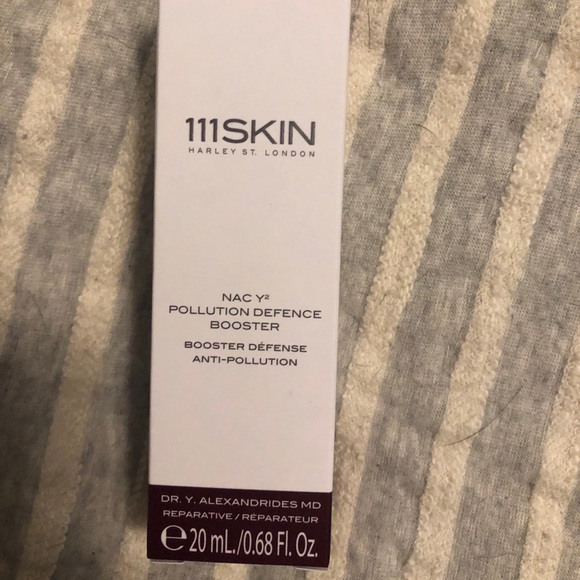 111SKIN
HARLEY ST. LONDON
NAC Y²
POLLUTION DEFENCE
BOOSTER
BOOSTER DÉFENSE
ANTI-POLLUTION
DR. Y. ALEXANDRIDES MD
REPARATIVE / RÉPARATEUR
℮20 mL./0.68 Fl. Oz.